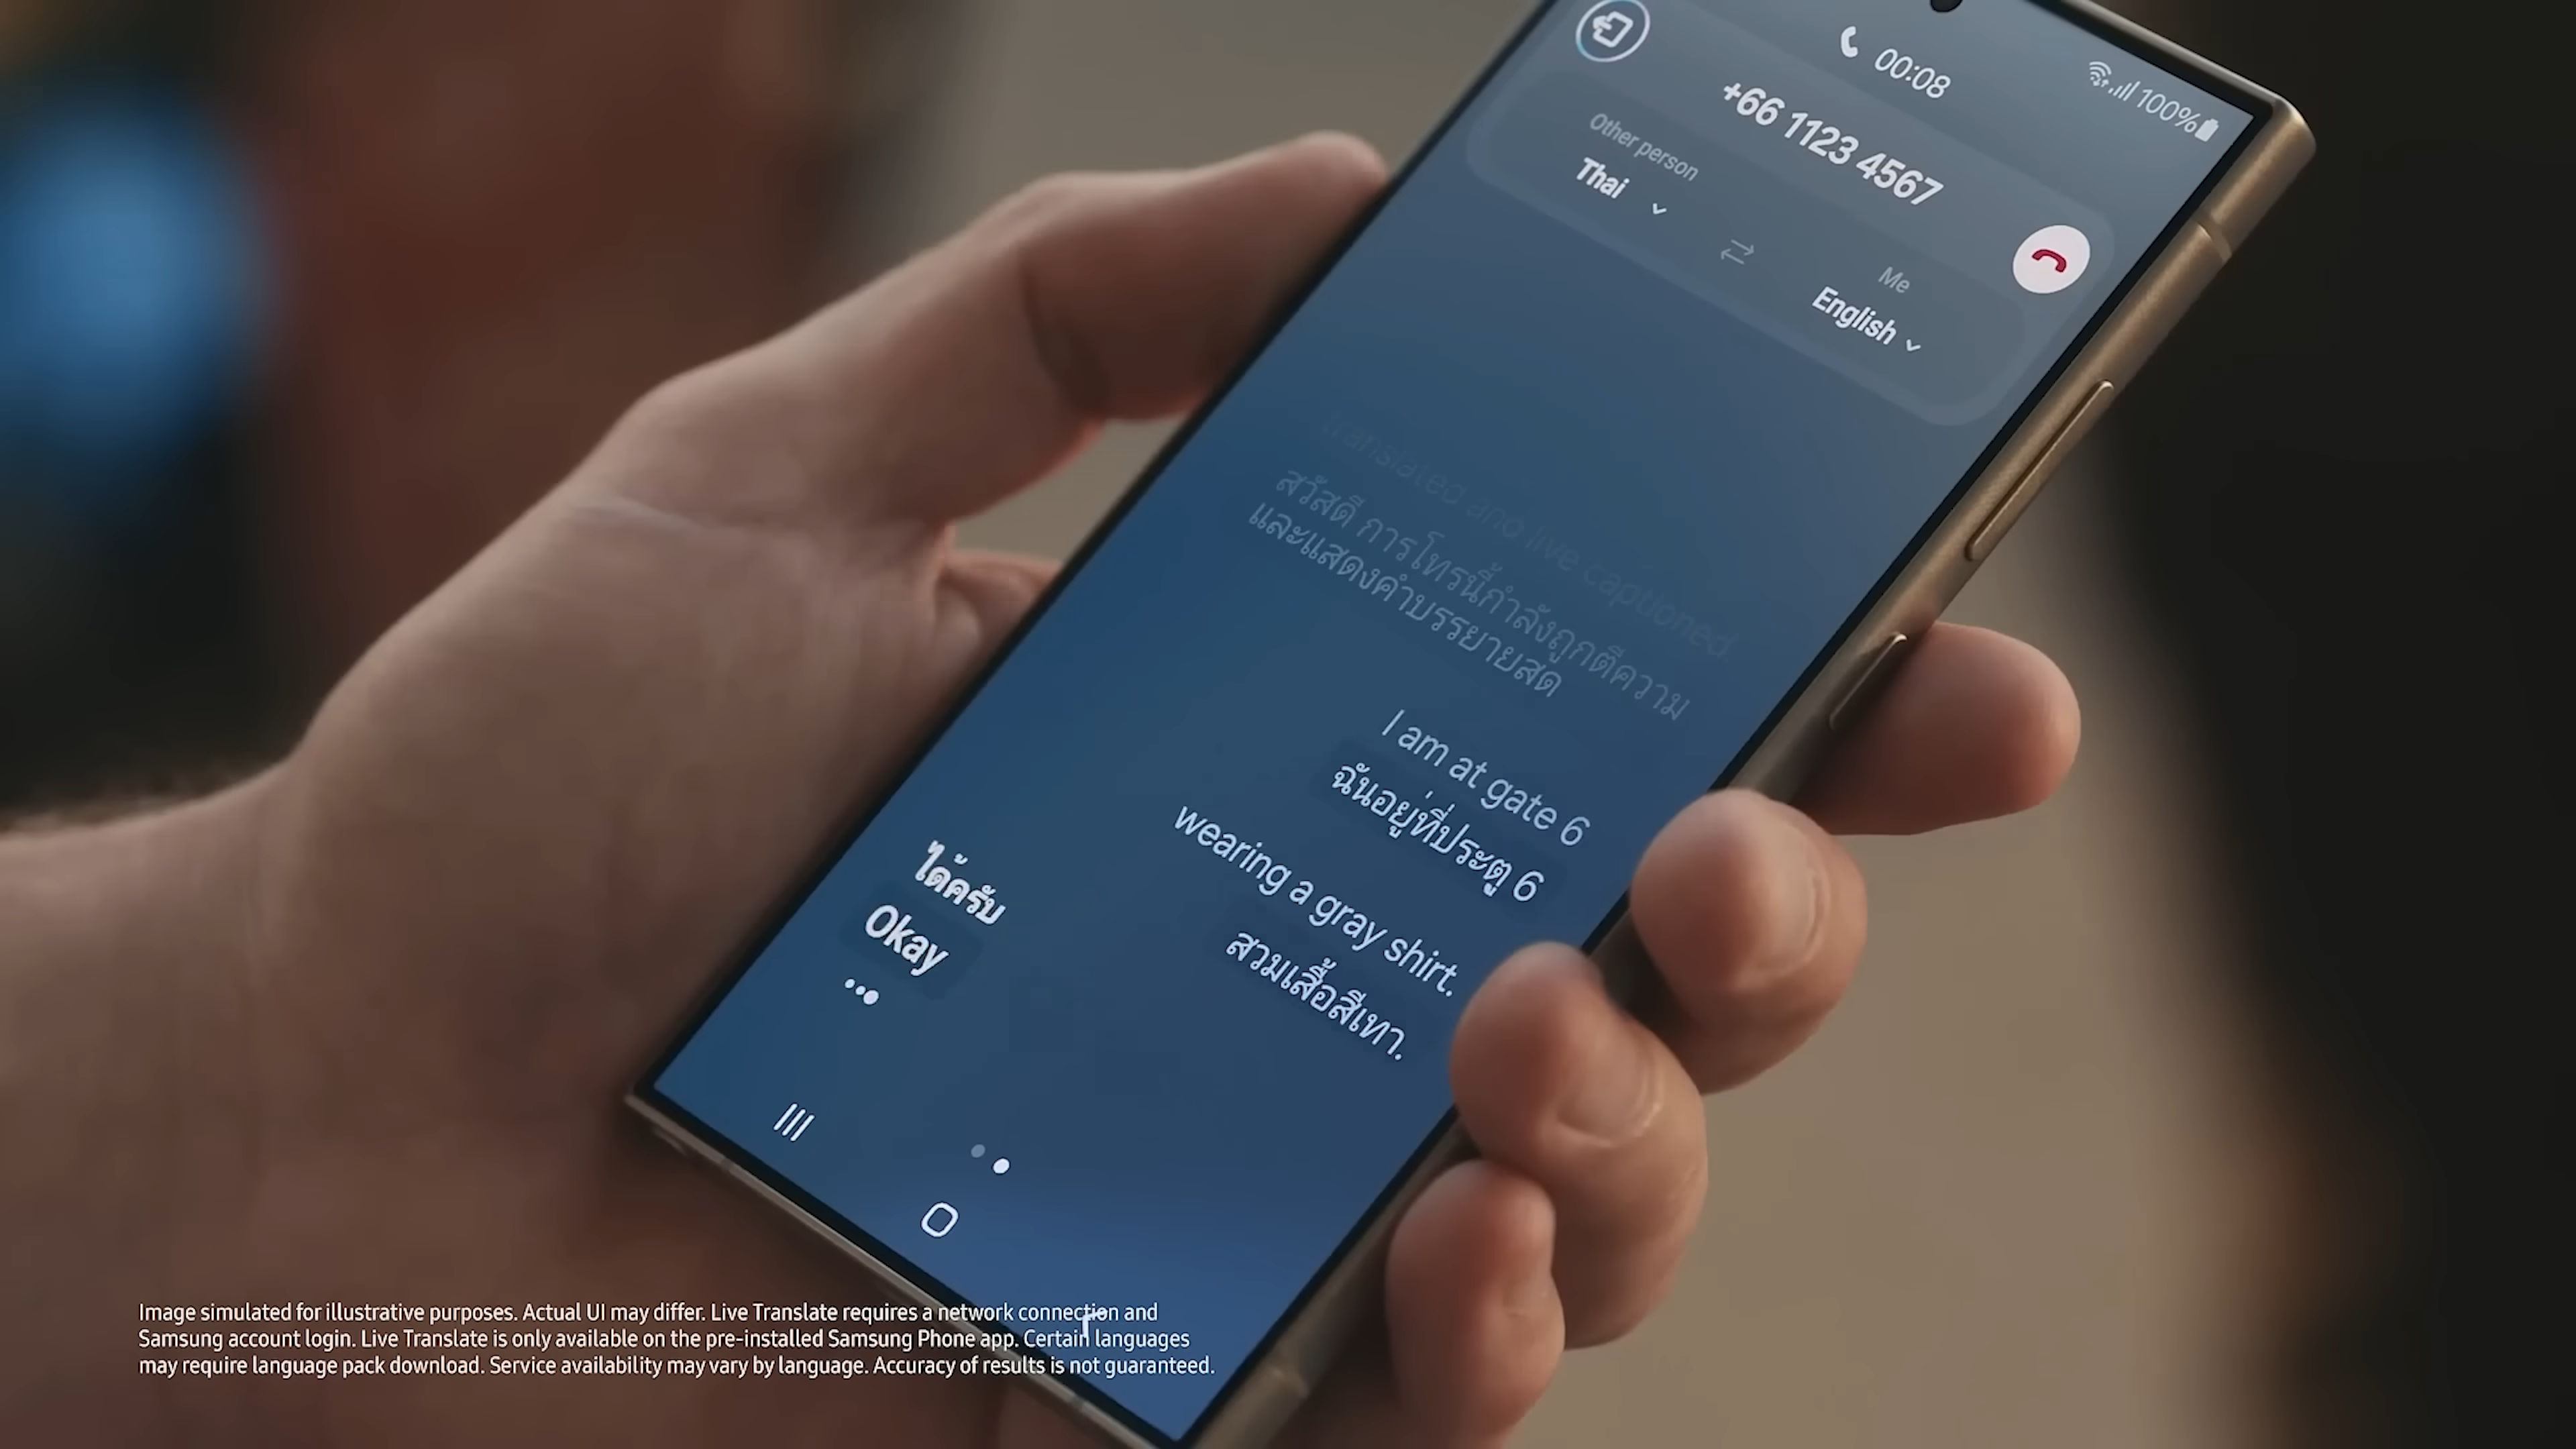 00:08
100%
+66 1123 4567
Other person
Thai
Me
English
translated and live captioned.
สวัสดี การโทรนี้กำลังถูกตีความ
และแสดงคำบรรยายสด
I am at gate 6
ฉันอยู่ที่ประตู 6
wearing a gray shirt.
สวมเสื้อสีเทา.
ได้ครับ
Okay
Image simulated for illustrative purposes. Actual UI may differ. Live Translate requires a network connection and
Samsung account login. Live Translate is only available on the pre-installed Samsung Phone app. Certain languages
may require language pack download. Service availability may vary by language. Accuracy of results is not guaranteed.